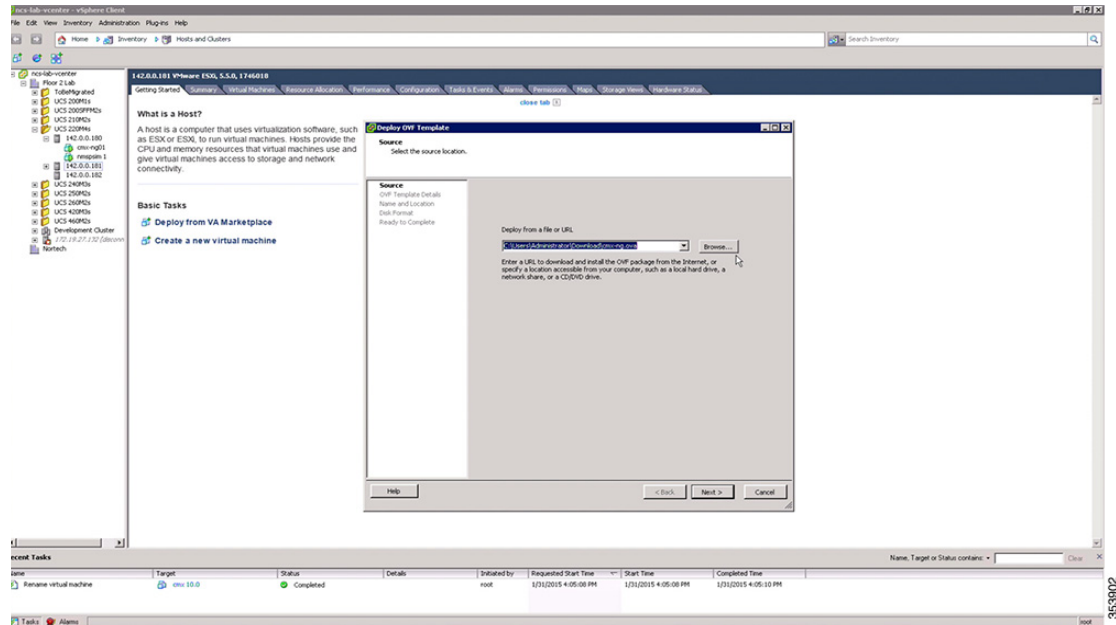 ncs-lab-vcenter - vSphere Client
File Edit View Inventory Administration Plug-ins Help
Home Inventory Hosts and Clusters
Search Inventory
ncs-lab-vcenter
Floor 2 Lab
ToBeMigrated
UCS 200M1s
UCS 200SFFM2s
UCS 210M2s
UCS 220M4s
142.0.0.180
cmx-ng01
nmspsim 1
142.0.0.181
142.0.0.182
UCS 240M3s
UCS 250M2s
UCS 260M2s
UCS 420M3s
UCS 460M2s
Development Cluster
172.19.27.132 (disconn
Nortech
142.0.0.181 VMware ESXi, 5.5.0, 1746018
Getting Started Summary Virtual Machines Resource Allocation Performance Configuration Tasks & Events Alarms Permissions Maps Storage Views Hardware Status
close tab
What is a Host?
A host is a computer that uses virtualization software, such
as ESX or ESXi, to run virtual machines. Hosts provide the
CPU and memory resources that virtual machines use and
give virtual machines access to storage and network
connectivity.
Basic Tasks
Deploy from VA Marketplace
Create a new virtual machine
Deploy OVF Template
Source
Select the source location.
Source
OVF Template Details
Name and Location
Disk Format
Ready to Complete
Deploy from a file or URL
C:\Users\Administrator\Download\cmx-ng.ova Browse...
Enter a URL to download and install the OVF package from the Internet, or
specify a location accessible from your computer, such as a local hard drive, a
network share, or a CD/DVD drive.
Help < Back Next > Cancel
Recent Tasks
Name, Target or Status contains: Clear
Name Target Status Details Initiated by Requested Start Time Start Time Completed Time
Rename virtual machine cmx 10.0 Completed root 1/31/2015 4:05:08 PM 1/31/2015 4:05:08 PM 1/31/2015 4:05:10 PM
Tasks Alarms root
353902